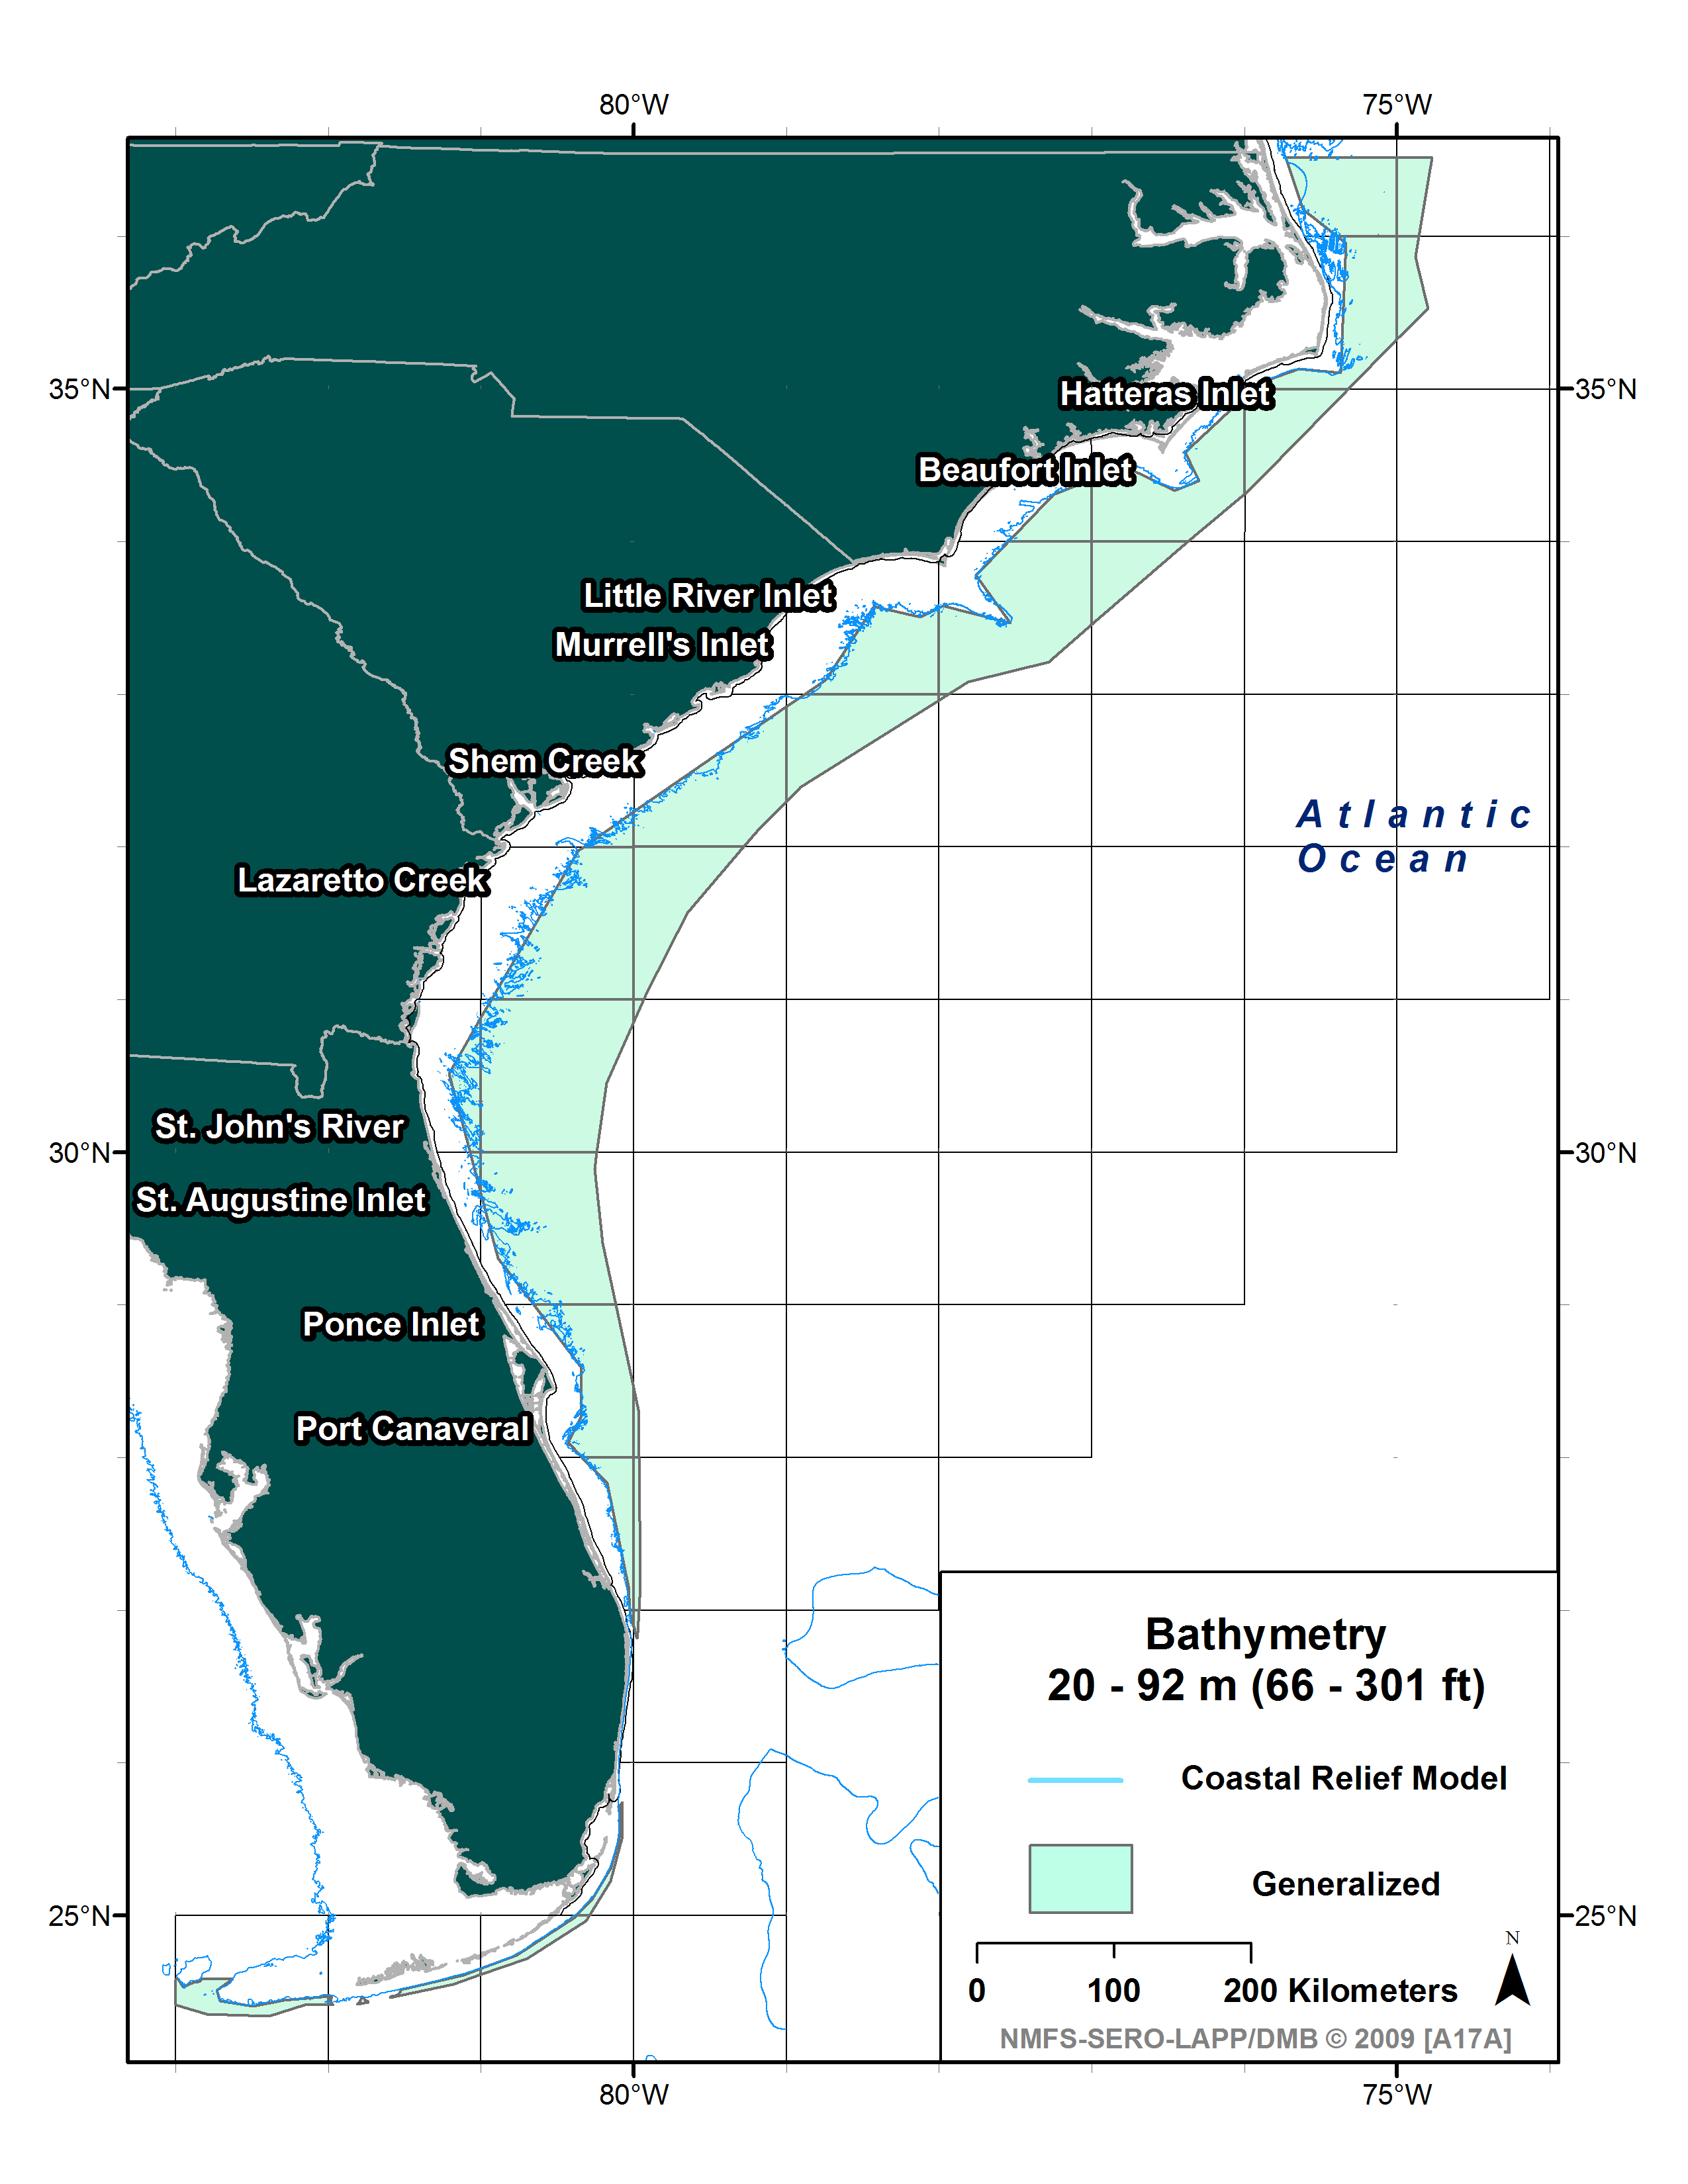 80°W 75°W
35°N 35°N
Hatteras Inlet
Beaufort Inlet
Little River Inlet
Murrell's Inlet
Shem Creek
Atlantic
Ocean
Lazaretto Creek
St. John's River
30°N 30°N
St. Augustine Inlet
Ponce Inlet
Port Canaveral
Bathymetry
20 - 92 m (66 - 301 ft)
Coastal Relief Model
Generalized
25°N 25°N
N
0 100 200 Kilometers
NMFS-SERO-LAPP/DMB © 2009 [A17A]
80°W 75°W